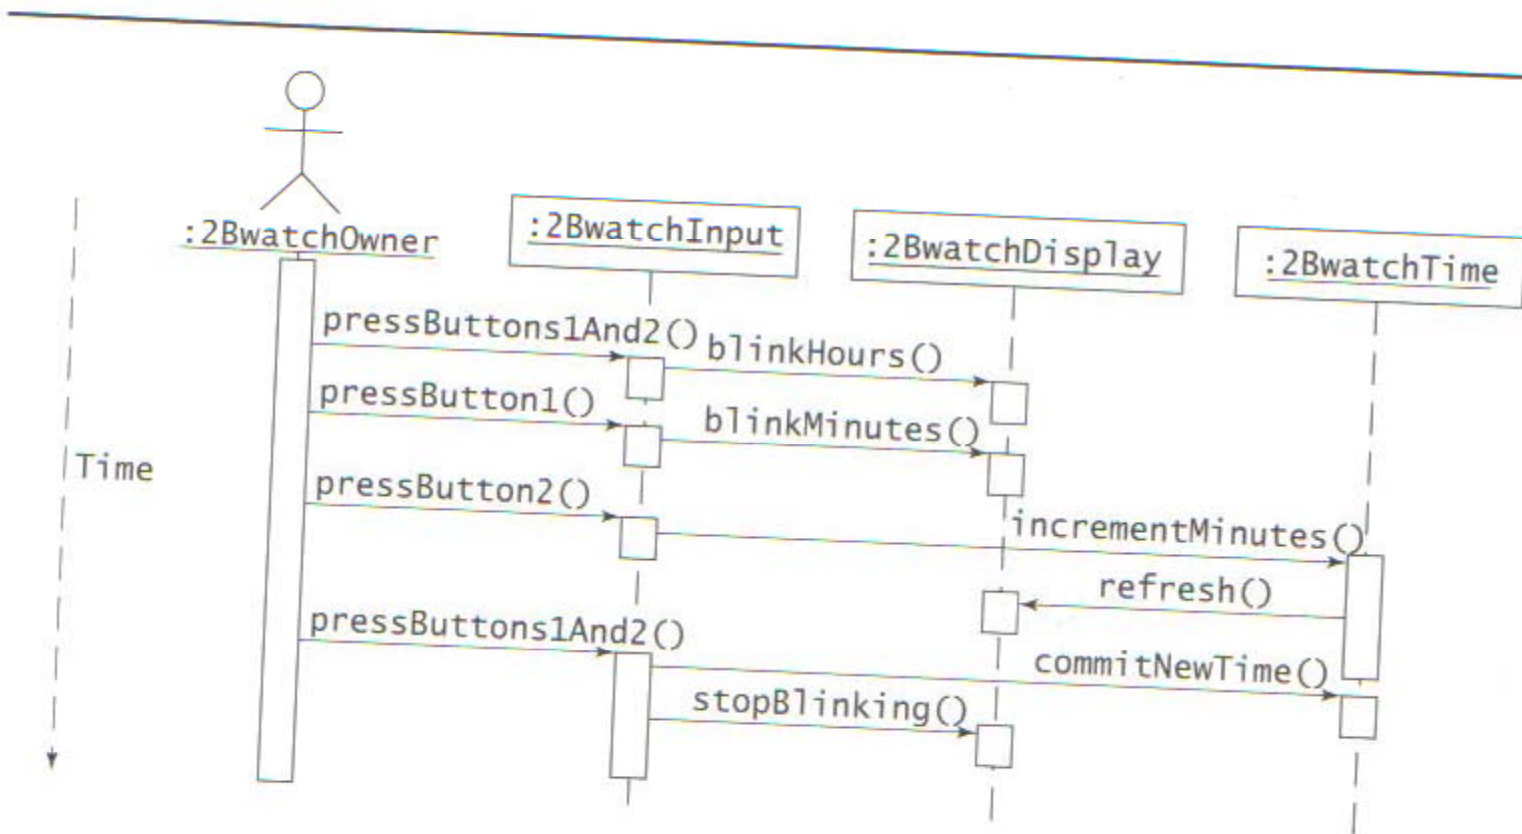 :2BwatchOwner
:2BwatchInput
:2BwatchDisplay
:2BwatchTime
pressButtons1And2()
blinkHours()
pressButton1()
blinkMinutes()
Time
pressButton2()
incrementMinutes()
refresh()
pressButtons1And2()
commitNewTime()
stopBlinking()